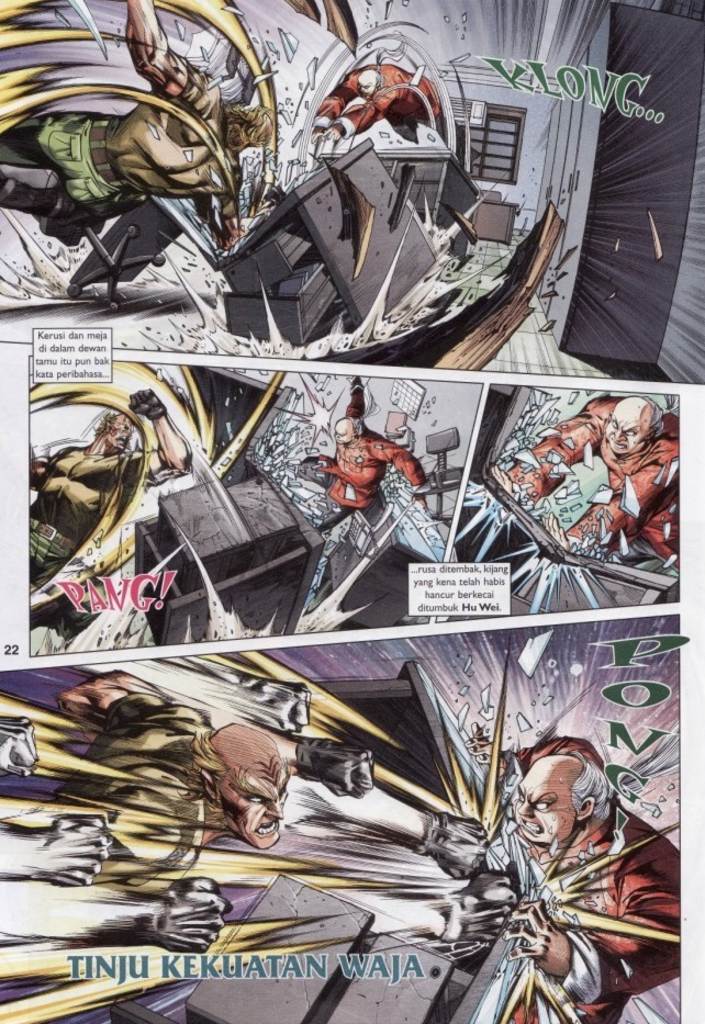 KLONG...
Kerusi dan meja
di dalam dewan
tamu itu pun bak
kata peribahasa...
PANG!
...rusa ditembak, kijang
yang kena telah habis
hancur berkecai
ditumbuk Hu Wei.
22
PONG!
TINJU KEKUATAN WAJA